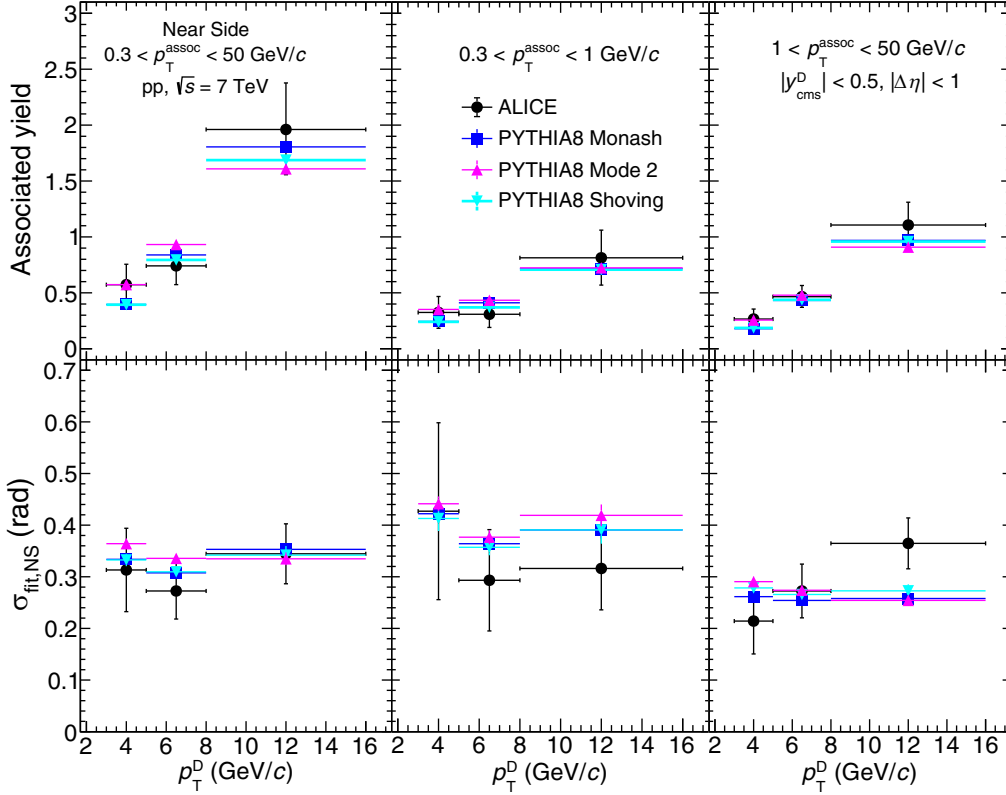 Near Side
0.3 < p_T^assoc < 50 GeV/c
pp, √s = 7 TeV
0.3 < p_T^assoc < 1 GeV/c
ALICE
PYTHIA8 Monash
PYTHIA8 Mode 2
PYTHIA8 Shoving
1 < p_T^assoc < 50 GeV/c
|y_cms^D| < 0.5, |Δη| < 1
Associated yield
3
2.5
2
1.5
1
0.5
0
σ_fit,NS (rad)
0.7
0.6
0.5
0.4
0.3
0.2
0.1
0
2 4 6 8 10 12 14 16
2 4 6 8 10 12 14 16
2 4 6 8 10 12 14 16
p_T^D (GeV/c)
p_T^D (GeV/c)
p_T^D (GeV/c)